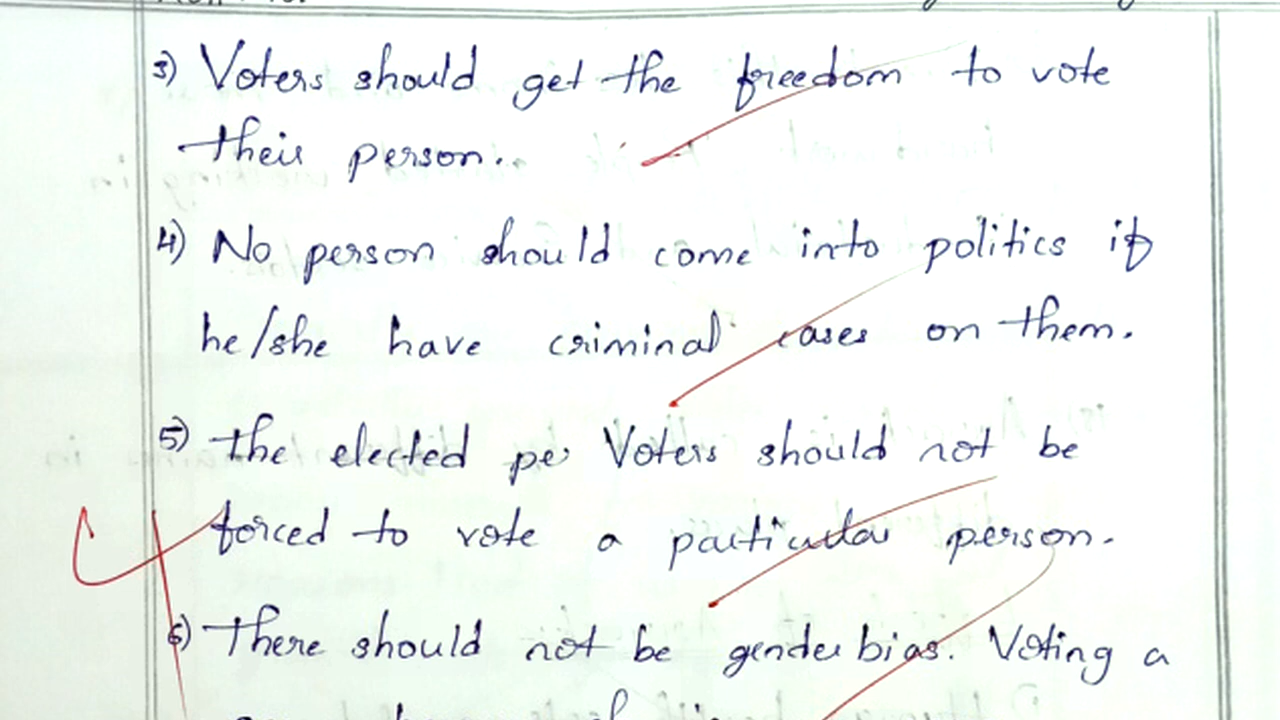 3) Voters should get the freedom to vote
their person.
4) No person should come into politics if
he/she have criminal cases on them.
5) the elected pe Voters should not be
forced to vote a particular person.
4
6) There should not be gender bias. Voting a